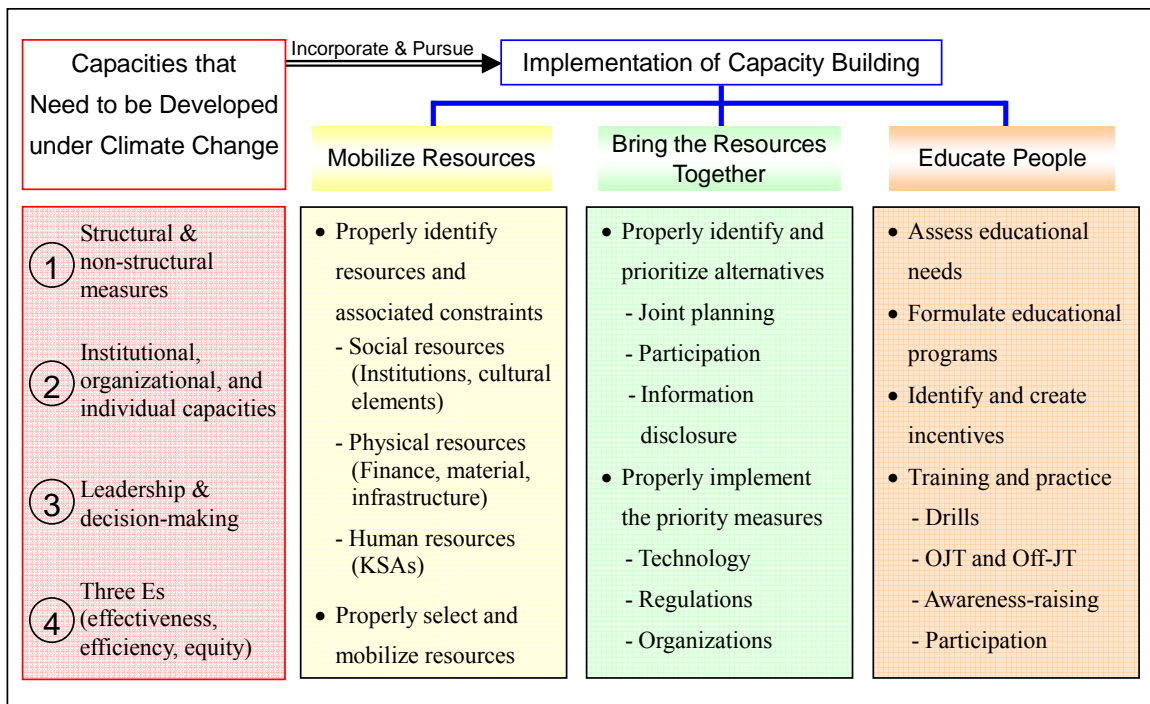 Capacities that
Need to be Developed
under Climate Change
Incorporate & Pursue
Implementation of Capacity Building
Mobilize Resources
Bring the Resources
Together
Educate People
1
Structural &
non-structural
measures
2
Institutional,
organizational, and
individual capacities
3
Leadership &
decision-making
4
Three Es
(effectiveness,
efficiency, equity)
• Properly identify
resources and
associated constraints
- Social resources
(Institutions, cultural
elements)
- Physical resources
(Finance, material,
infrastructure)
- Human resources
(KSAs)
• Properly select and
mobilize resources
• Properly identify and
prioritize alternatives
- Joint planning
- Participation
- Information
disclosure
• Properly implement
the priority measures
- Technology
- Regulations
- Organizations
• Assess educational
needs
• Formulate educational
programs
• Identify and create
incentives
• Training and practice
- Drills
- OJT and Off-JT
- Awareness-raising
- Participation